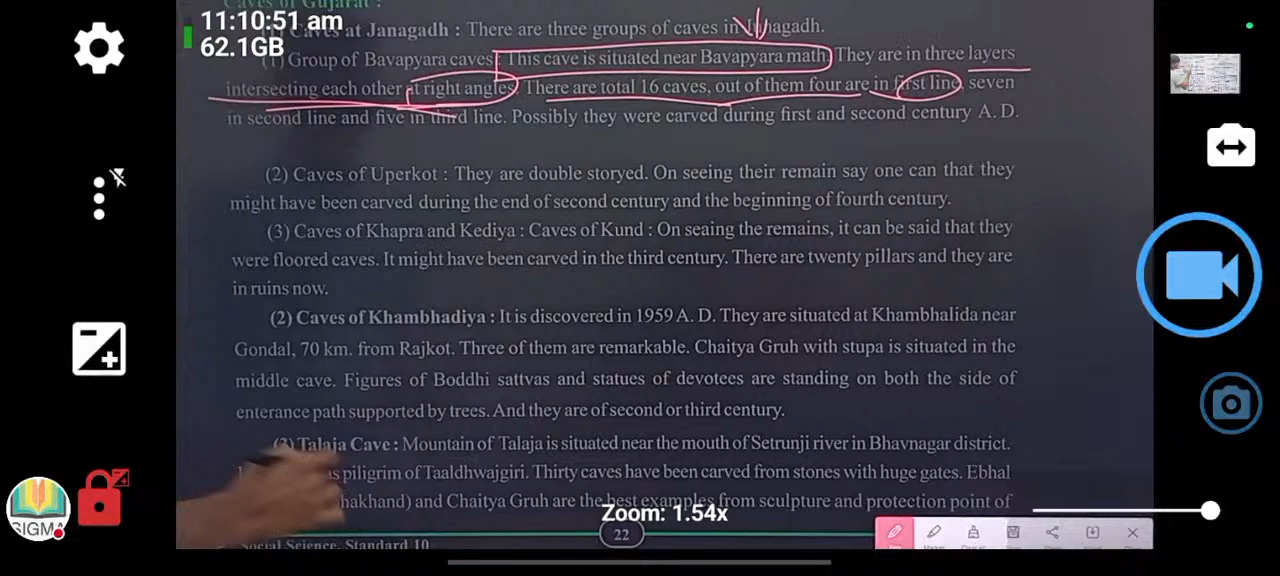 Caves of Gujarat :
11:10:51 am
62.1GB
Caves at Janagadh : There are three groups of caves in Junagadh.
(1) Group of Bavapyara caves : This cave is situated near Bavapyara math. They are in three layers
intersecting each other at right angles. There are total 16 caves, out of them four are in first line, seven
in second line and five in third line. Possibly they were carved during first and second century A. D.
(2) Caves of Uperkot : They are double storyed. On seeing their remain say one can that they
might have been carved during the end of second century and the beginning of fourth century.
(3) Caves of Khapra and Kediya : Caves of Kund : On seaing the remains, it can be said that they
were floored caves. It might have been carved in the third century. There are twenty pillars and they are
in ruins now.
(2) Caves of Khambhadiya : It is discovered in 1959 A. D. They are situated at Khambhalida near
Gondal, 70 km. from Rajkot. Three of them are remarkable. Chaitya Gruh with stupa is situated in the
middle cave. Figures of Boddhi sattvas and statues of devotees are standing on both the side of
enterance path supported by trees. And they are of second or third century.
(3) Talaja Cave : Mountain of Talaja is situated near the mouth of Setrunji river in Bhavnagar district.
piligrim of Taaldhwajgiri. Thirty caves have been carved from stones with huge gates. Ebhal
and Chaitya Gruh are the best examples from sculpture and protection point of
Zoom: 1.54x
22
Social Science, Standard 10
SIGMA